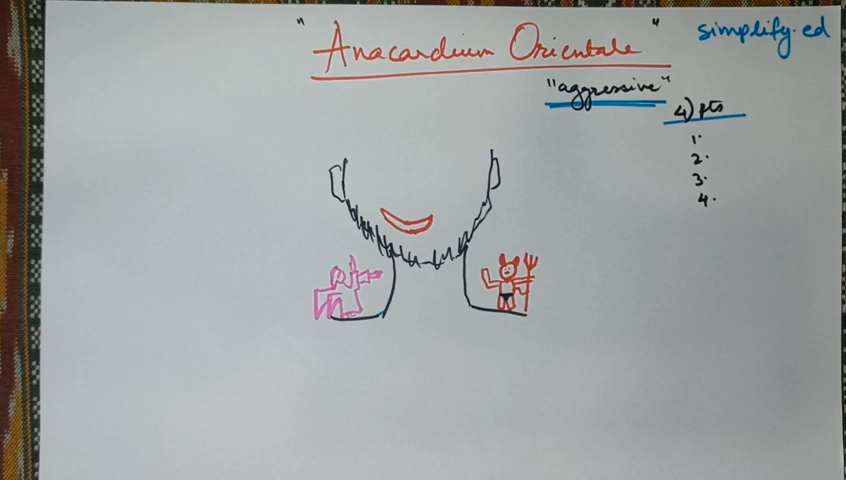 " Anacardium Orientale "
simplify.ed
"aggressive"
4) pts
1.
2.
3.
4.